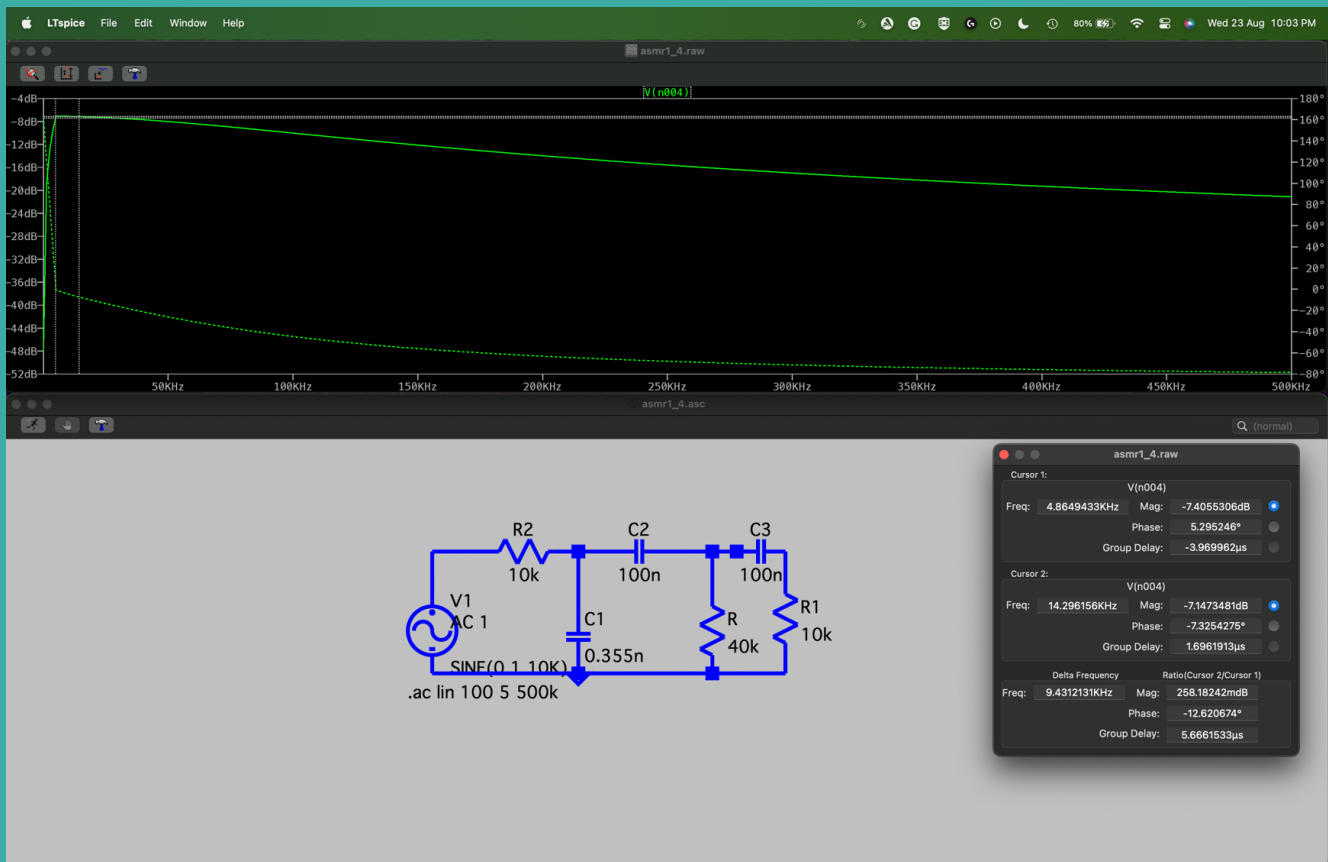 LTspice File Edit Window Help 80% Wed 23 Aug 10:03 PM
asmr1_4.raw
V(n004)
-4dB 180°
-8dB 160°
-12dB 140°
-16dB 120°
-20dB 100°
-24dB 80°
-28dB 60°
-32dB 40°
-36dB 20°
-40dB 0°
-44dB -20°
-48dB -40°
-52dB -60°
-80°
50KHz 100KHz 150KHz 200KHz 250KHz 300KHz 350KHz 400KHz 450KHz 500KHz
asmr1_4.asc
(normal)
R2
10k
C2
100n
C3
100n
V1
AC 1
SINE(0 1 10K)
C1
0.355n
R
40k
R1
10k
.ac lin 100 5 500k
asmr1_4.raw
Cursor 1:
V(n004)
Freq: 4.8649433KHz Mag: -7.4055306dB
Phase: 5.295246°
Group Delay: -3.969962µs
Cursor 2:
V(n004)
Freq: 14.296156KHz Mag: -7.1473481dB
Phase: -7.3254275°
Group Delay: 1.6961913µs
Delta Frequency Ratio(Cursor 2/Cursor 1)
Freq: 9.4312131KHz Mag: 258.18242mdB
Phase: -12.620674°
Group Delay: 5.6661533µs